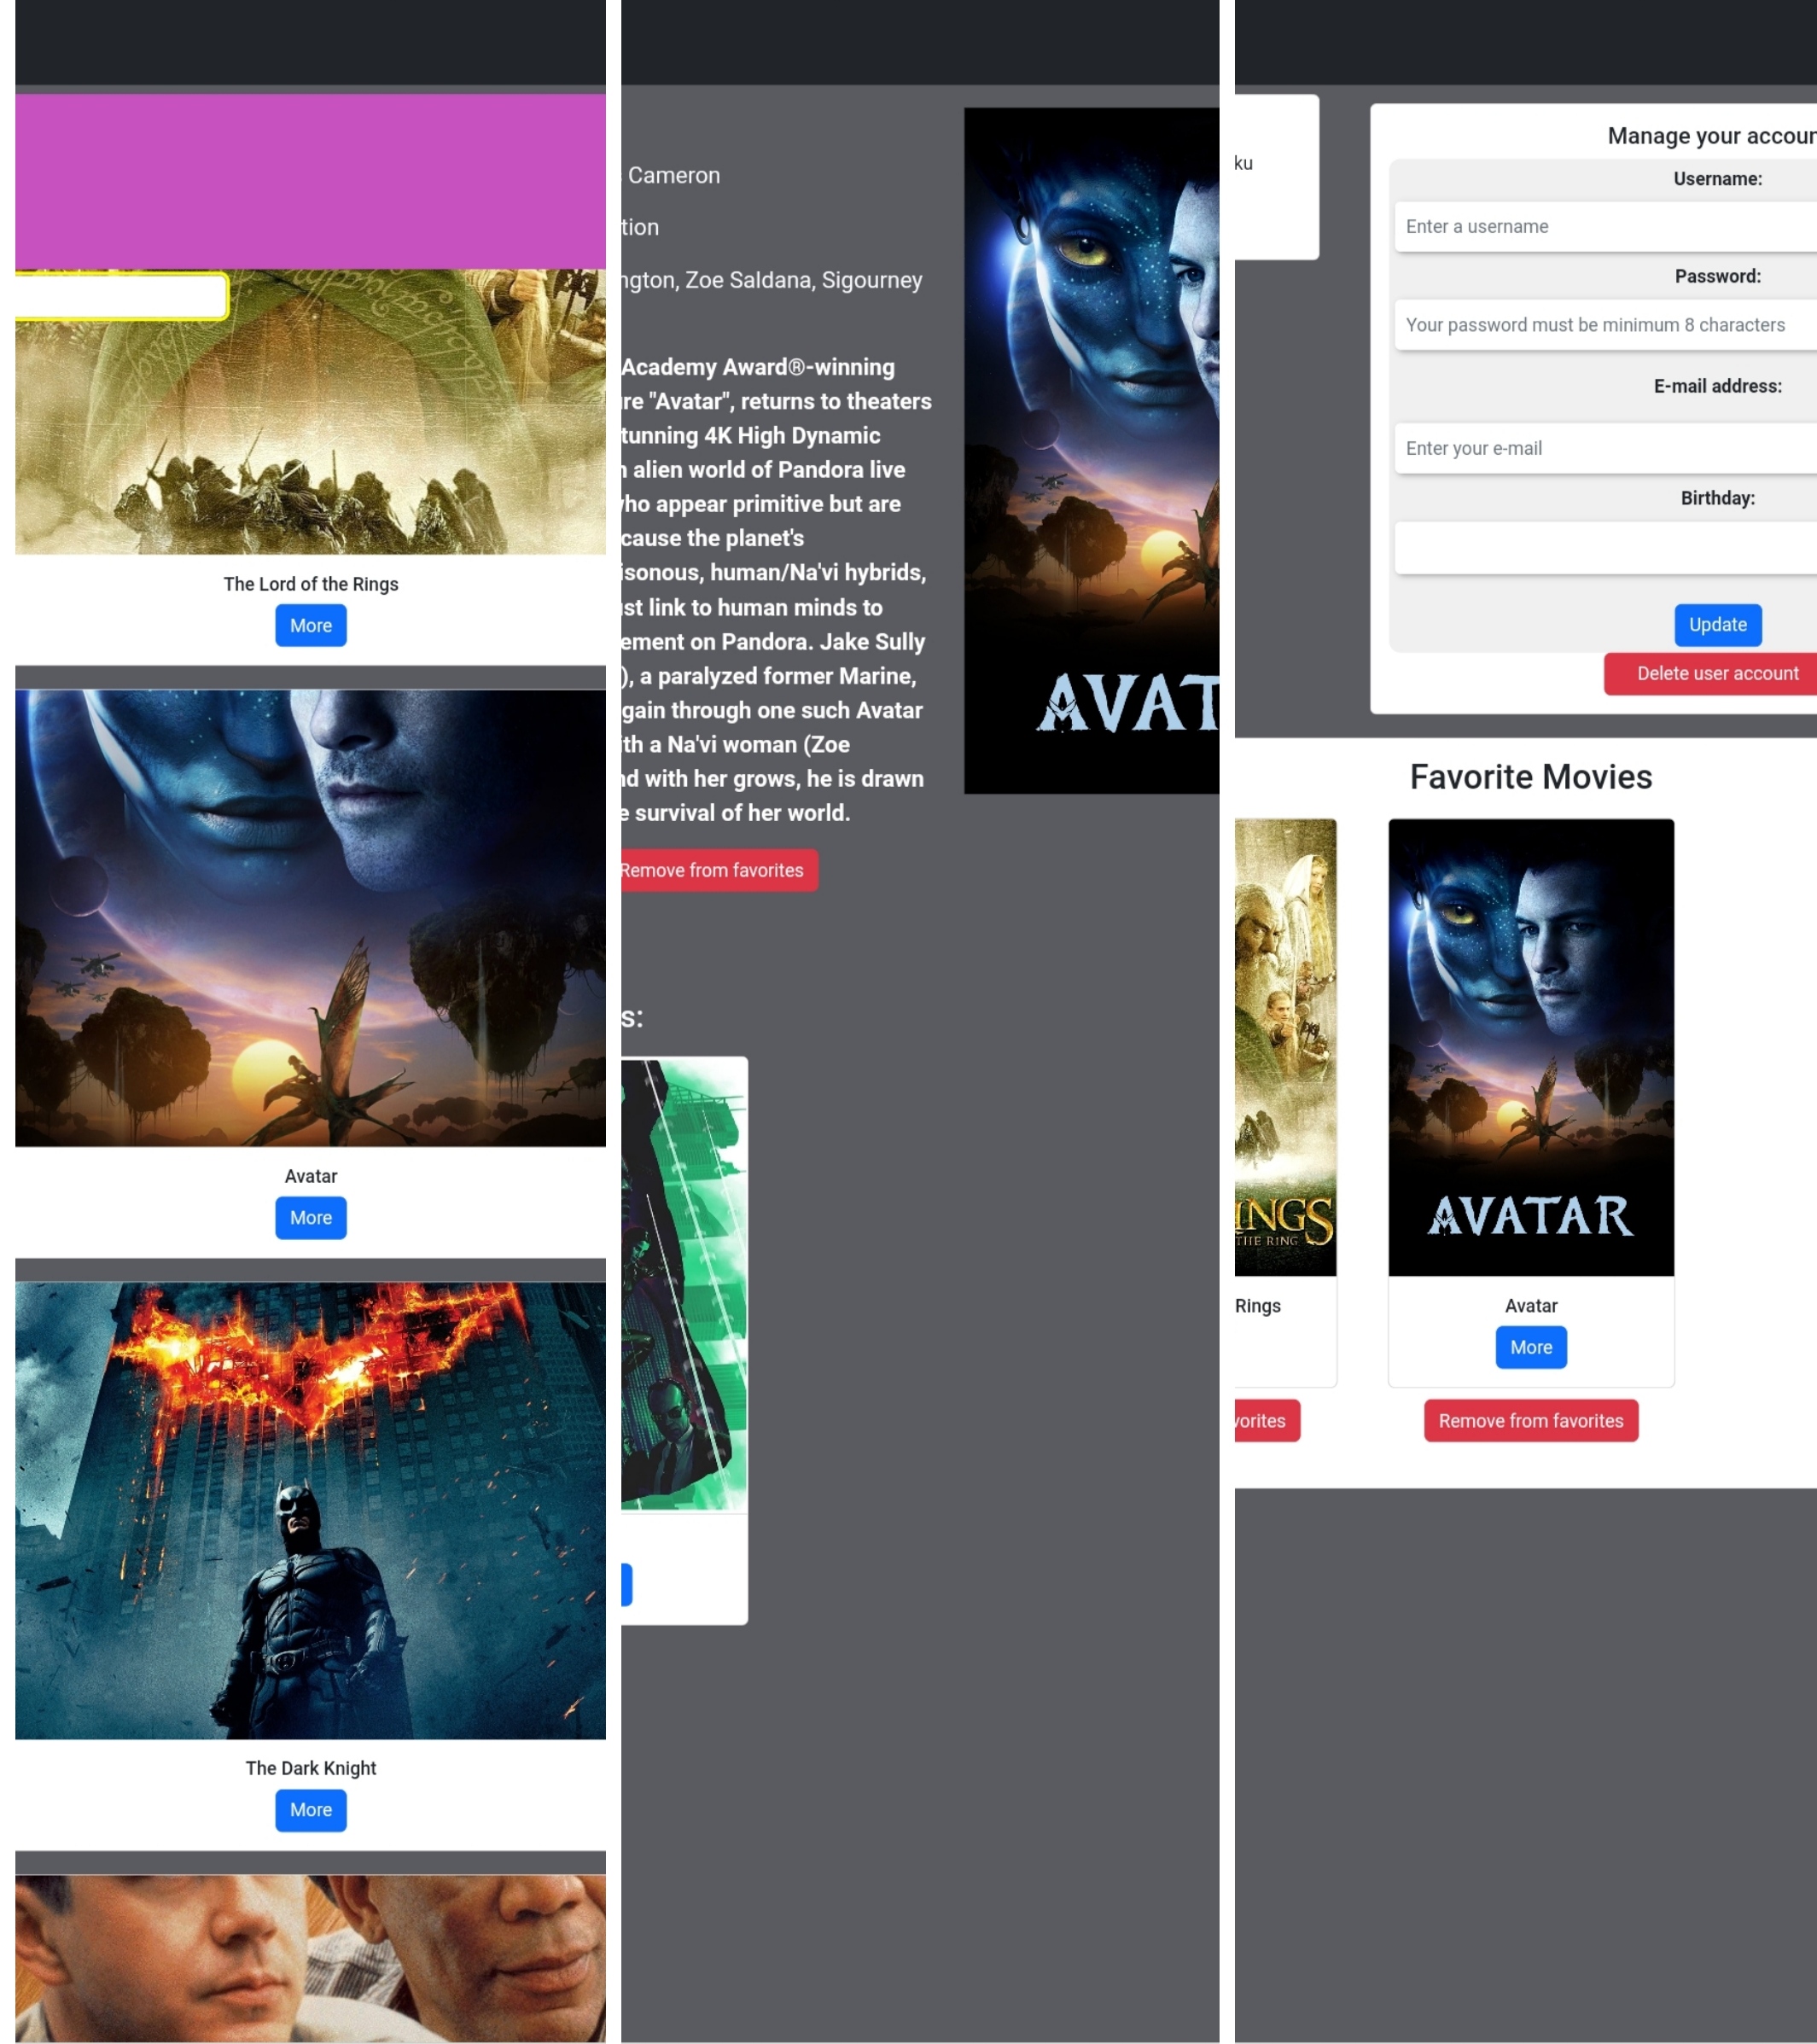 The Lord of the Rings
More
Avatar
More
The Dark Knight
More
Cameron
tion
ngton, Zoe Saldana, Sigourney
Academy Award®-winning
re "Avatar", returns to theaters
tunning 4K High Dynamic
n alien world of Pandora live
ho appear primitive but are
cause the planet's
isonous, human/Na'vi hybrids,
ust link to human minds to
ement on Pandora. Jake Sully
), a paralyzed former Marine,
gain through one such Avatar
ith a Na'vi woman (Zoe
nd with her grows, he is drawn
e survival of her world.
Remove from favorites
s:
AVAT
ku
Manage your accour
Username:
Enter a username
Password:
Your password must be minimum 8 characters
E-mail address:
Enter your e-mail
Birthday:
Update
Delete user account
Favorite Movies
INGS
THE RING
Rings
vorites
AVATAR
Avatar
More
Remove from favorites